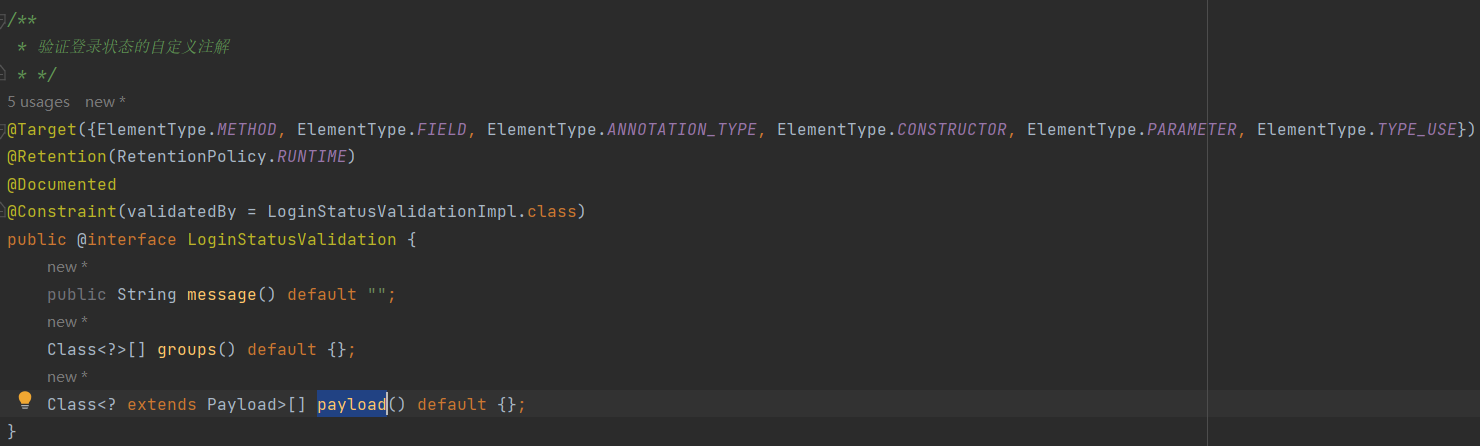 /**
 * 验证登录状态的自定义注解
 * */
5 usages new *
@Target({ElementType.METHOD, ElementType.FIELD, ElementType.ANNOTATION_TYPE, ElementType.CONSTRUCTOR, ElementType.PARAMETER, ElementType.TYPE_USE})
@Retention(RetentionPolicy.RUNTIME)
@Documented
@Constraint(validatedBy = LoginStatusValidationImpl.class)
public @interface LoginStatusValidation {
    new *
    public String message() default "";
    new *
    Class<?>[] groups() default {};
    new *
    Class<? extends Payload>[] payload() default {};
}